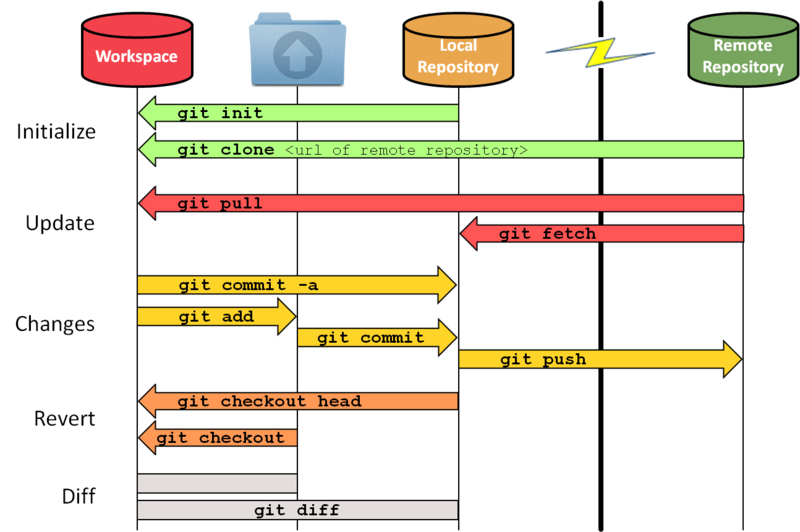 Workspace
Local
Repository
Remote
Repository
Initialize
git init
git clone <url of remote repository>
Update
git pull
git fetch
Changes
git commit -a
git add
git commit
git push
Revert
git checkout head
git checkout
Diff
git diff